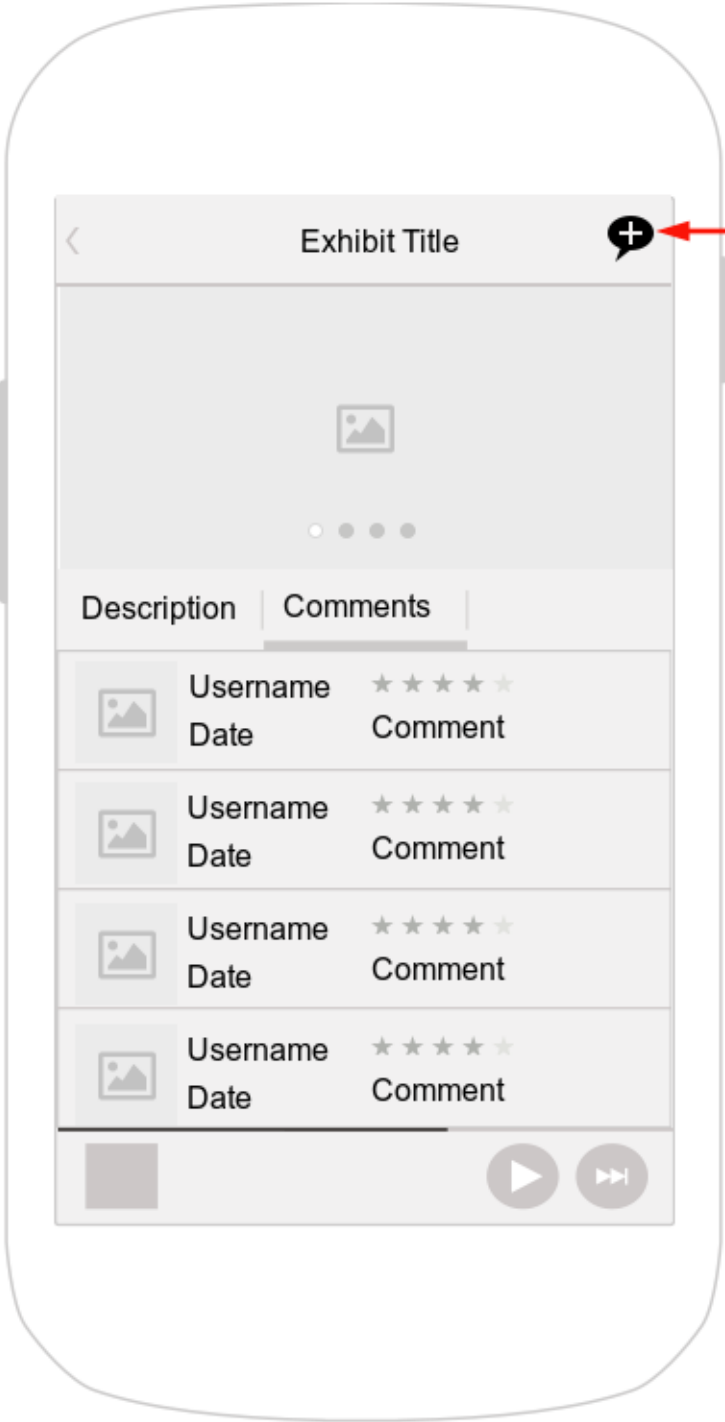 Exhibit Title
Description Comments
Username
Date
Comment
Username
Date
Comment
Username
Date
Comment
Username
Date
Comment